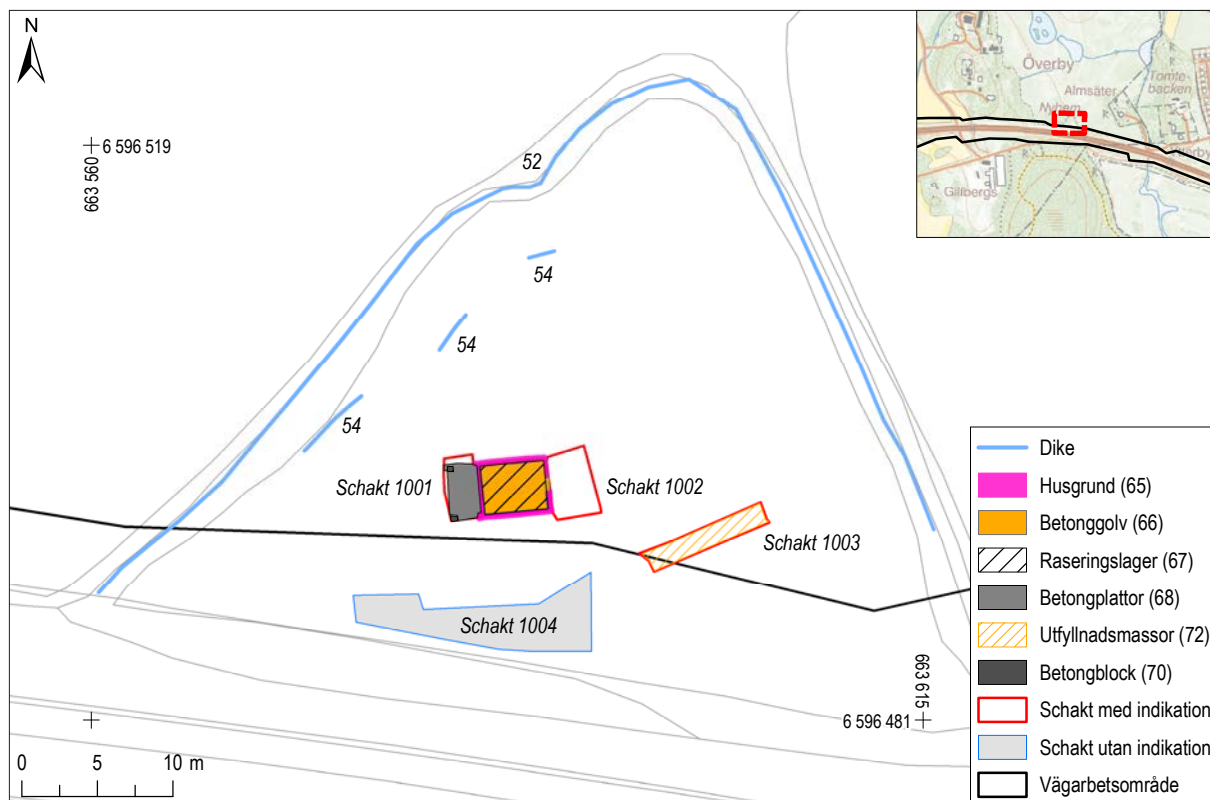 N
6 596 519
663 560
52
54
54
54
Schakt 1001
Schakt 1002
Schakt 1003
Schakt 1004
663 615
6 596 481
0 5 10 m
Överby
Almsäter
Tomte-
backen
Nyhem
Gillbergs
Dike
Husgrund (65)
Betonggolv (66)
Raseringslager (67)
Betongplattor (68)
Utfyllnadsmassor (72)
Betongblock (70)
Schakt med indikation
Schakt utan indikation
Vägarbetsområde